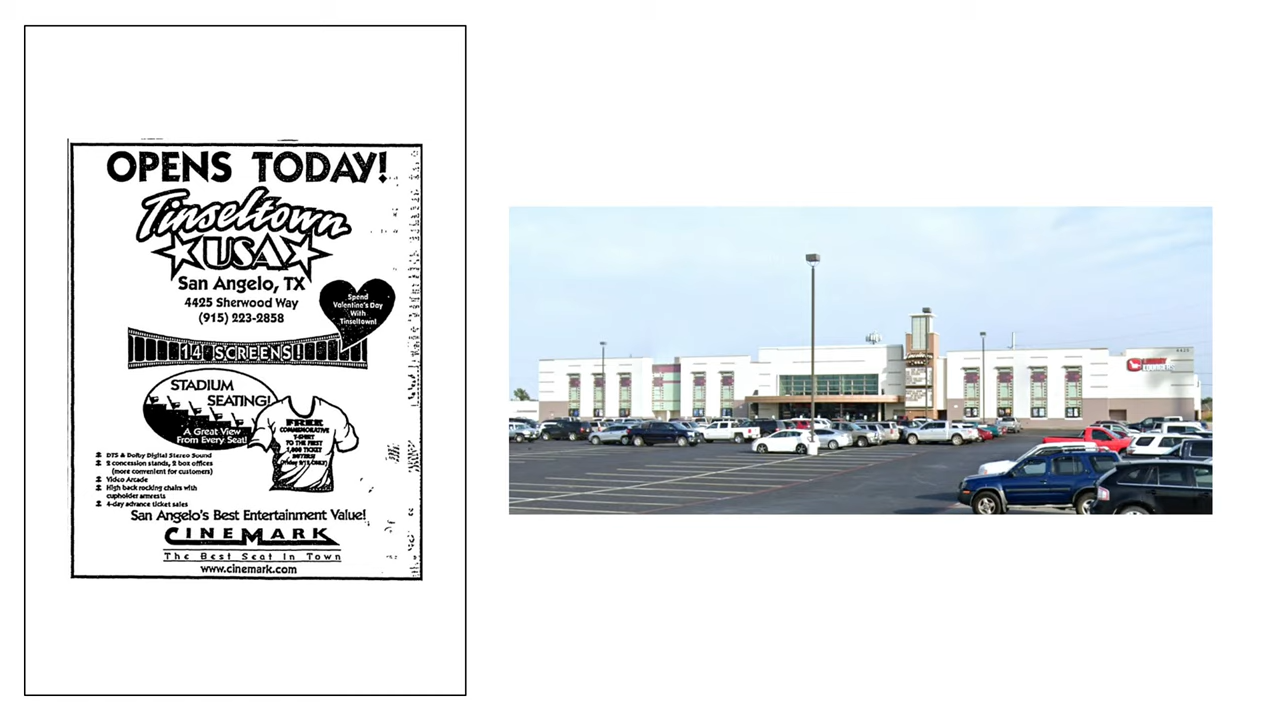 OPENS TODAY!
Tinseltown
USA
San Angelo, TX
4425 Sherwood Way
(915) 223-2858
Spend
Valentine's Day
With
Tinseltown!
14 SCREENS!
STADIUM
SEATING!
A Great View
From Every Seat!
FREE
COMMEMORATIVE
T-SHIRT
TO THE FIRST
1,000 TICKET
BUYERS!
DTS & Dolby Digital Stereo Sound
2 concession stands, 2 box offices
(more convenient for customers)
Video Arcade
High back rocking chairs with
cupholder armrests
4-day advance ticket sales
San Angelo's Best Entertainment Value!
CINEMARK
The Best Seat In Town
www.cinemark.com